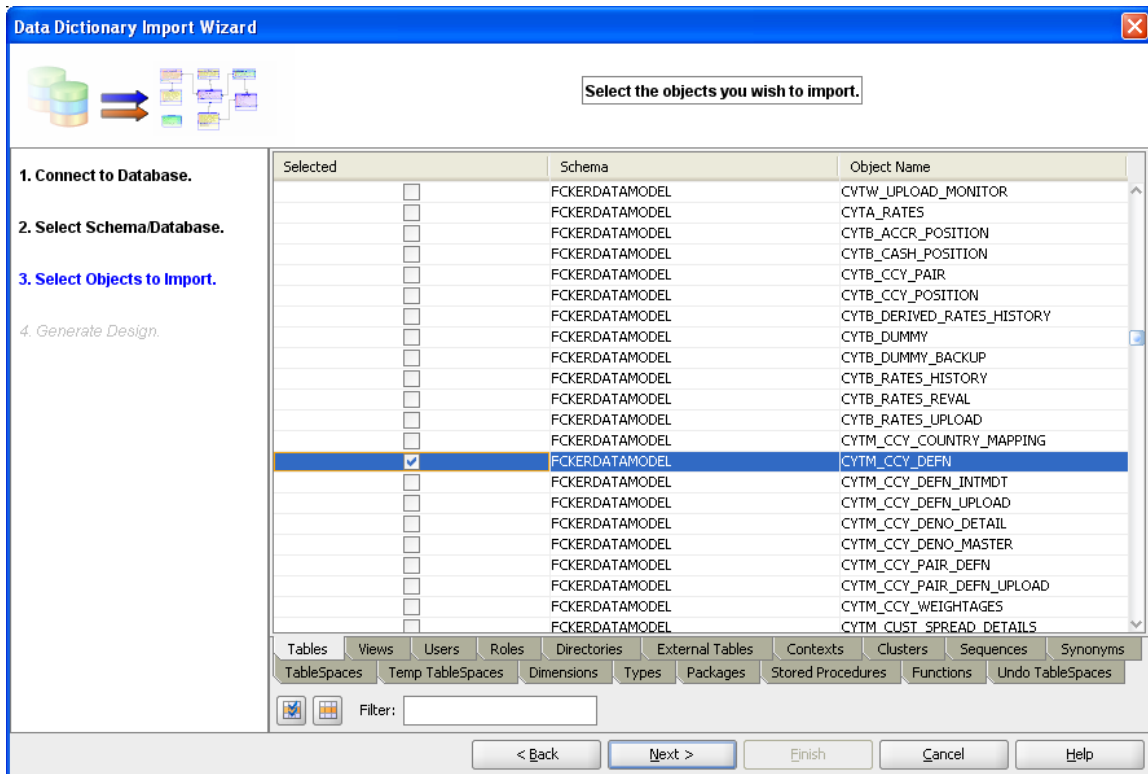 Data Dictionary Import Wizard
Select the objects you wish to import.
1. Connect to Database.
2. Select Schema/Database.
3. Select Objects to Import.
4. Generate Design.
Selected Schema Object Name
FCKERDATAMODEL CVTW_UPLOAD_MONITOR
FCKERDATAMODEL CYTA_RATES
FCKERDATAMODEL CYTB_ACCR_POSITION
FCKERDATAMODEL CYTB_CASH_POSITION
FCKERDATAMODEL CYTB_CCY_PAIR
FCKERDATAMODEL CYTB_CCY_POSITION
FCKERDATAMODEL CYTB_DERIVED_RATES_HISTORY
FCKERDATAMODEL CYTB_DUMMY
FCKERDATAMODEL CYTB_DUMMY_BACKUP
FCKERDATAMODEL CYTB_RATES_HISTORY
FCKERDATAMODEL CYTB_RATES_REVAL
FCKERDATAMODEL CYTB_RATES_UPLOAD
FCKERDATAMODEL CYTM_CCY_COUNTRY_MAPPING
FCKERDATAMODEL CYTM_CCY_DEFN
FCKERDATAMODEL CYTM_CCY_DEFN_INTMDT
FCKERDATAMODEL CYTM_CCY_DEFN_UPLOAD
FCKERDATAMODEL CYTM_CCY_DENO_DETAIL
FCKERDATAMODEL CYTM_CCY_DENO_MASTER
FCKERDATAMODEL CYTM_CCY_PAIR_DEFN
FCKERDATAMODEL CYTM_CCY_PAIR_DEFN_UPLOAD
FCKERDATAMODEL CYTM_CCY_WEIGHTAGES
FCKERDATAMODEL CYTM_CUST_SPREAD_DETAILS
Tables Views Users Roles Directories External Tables Contexts Clusters Sequences Synonyms
TableSpaces Temp TableSpaces Dimensions Types Packages Stored Procedures Functions Undo TableSpaces
Filter:
< Back Next > Finish Cancel Help